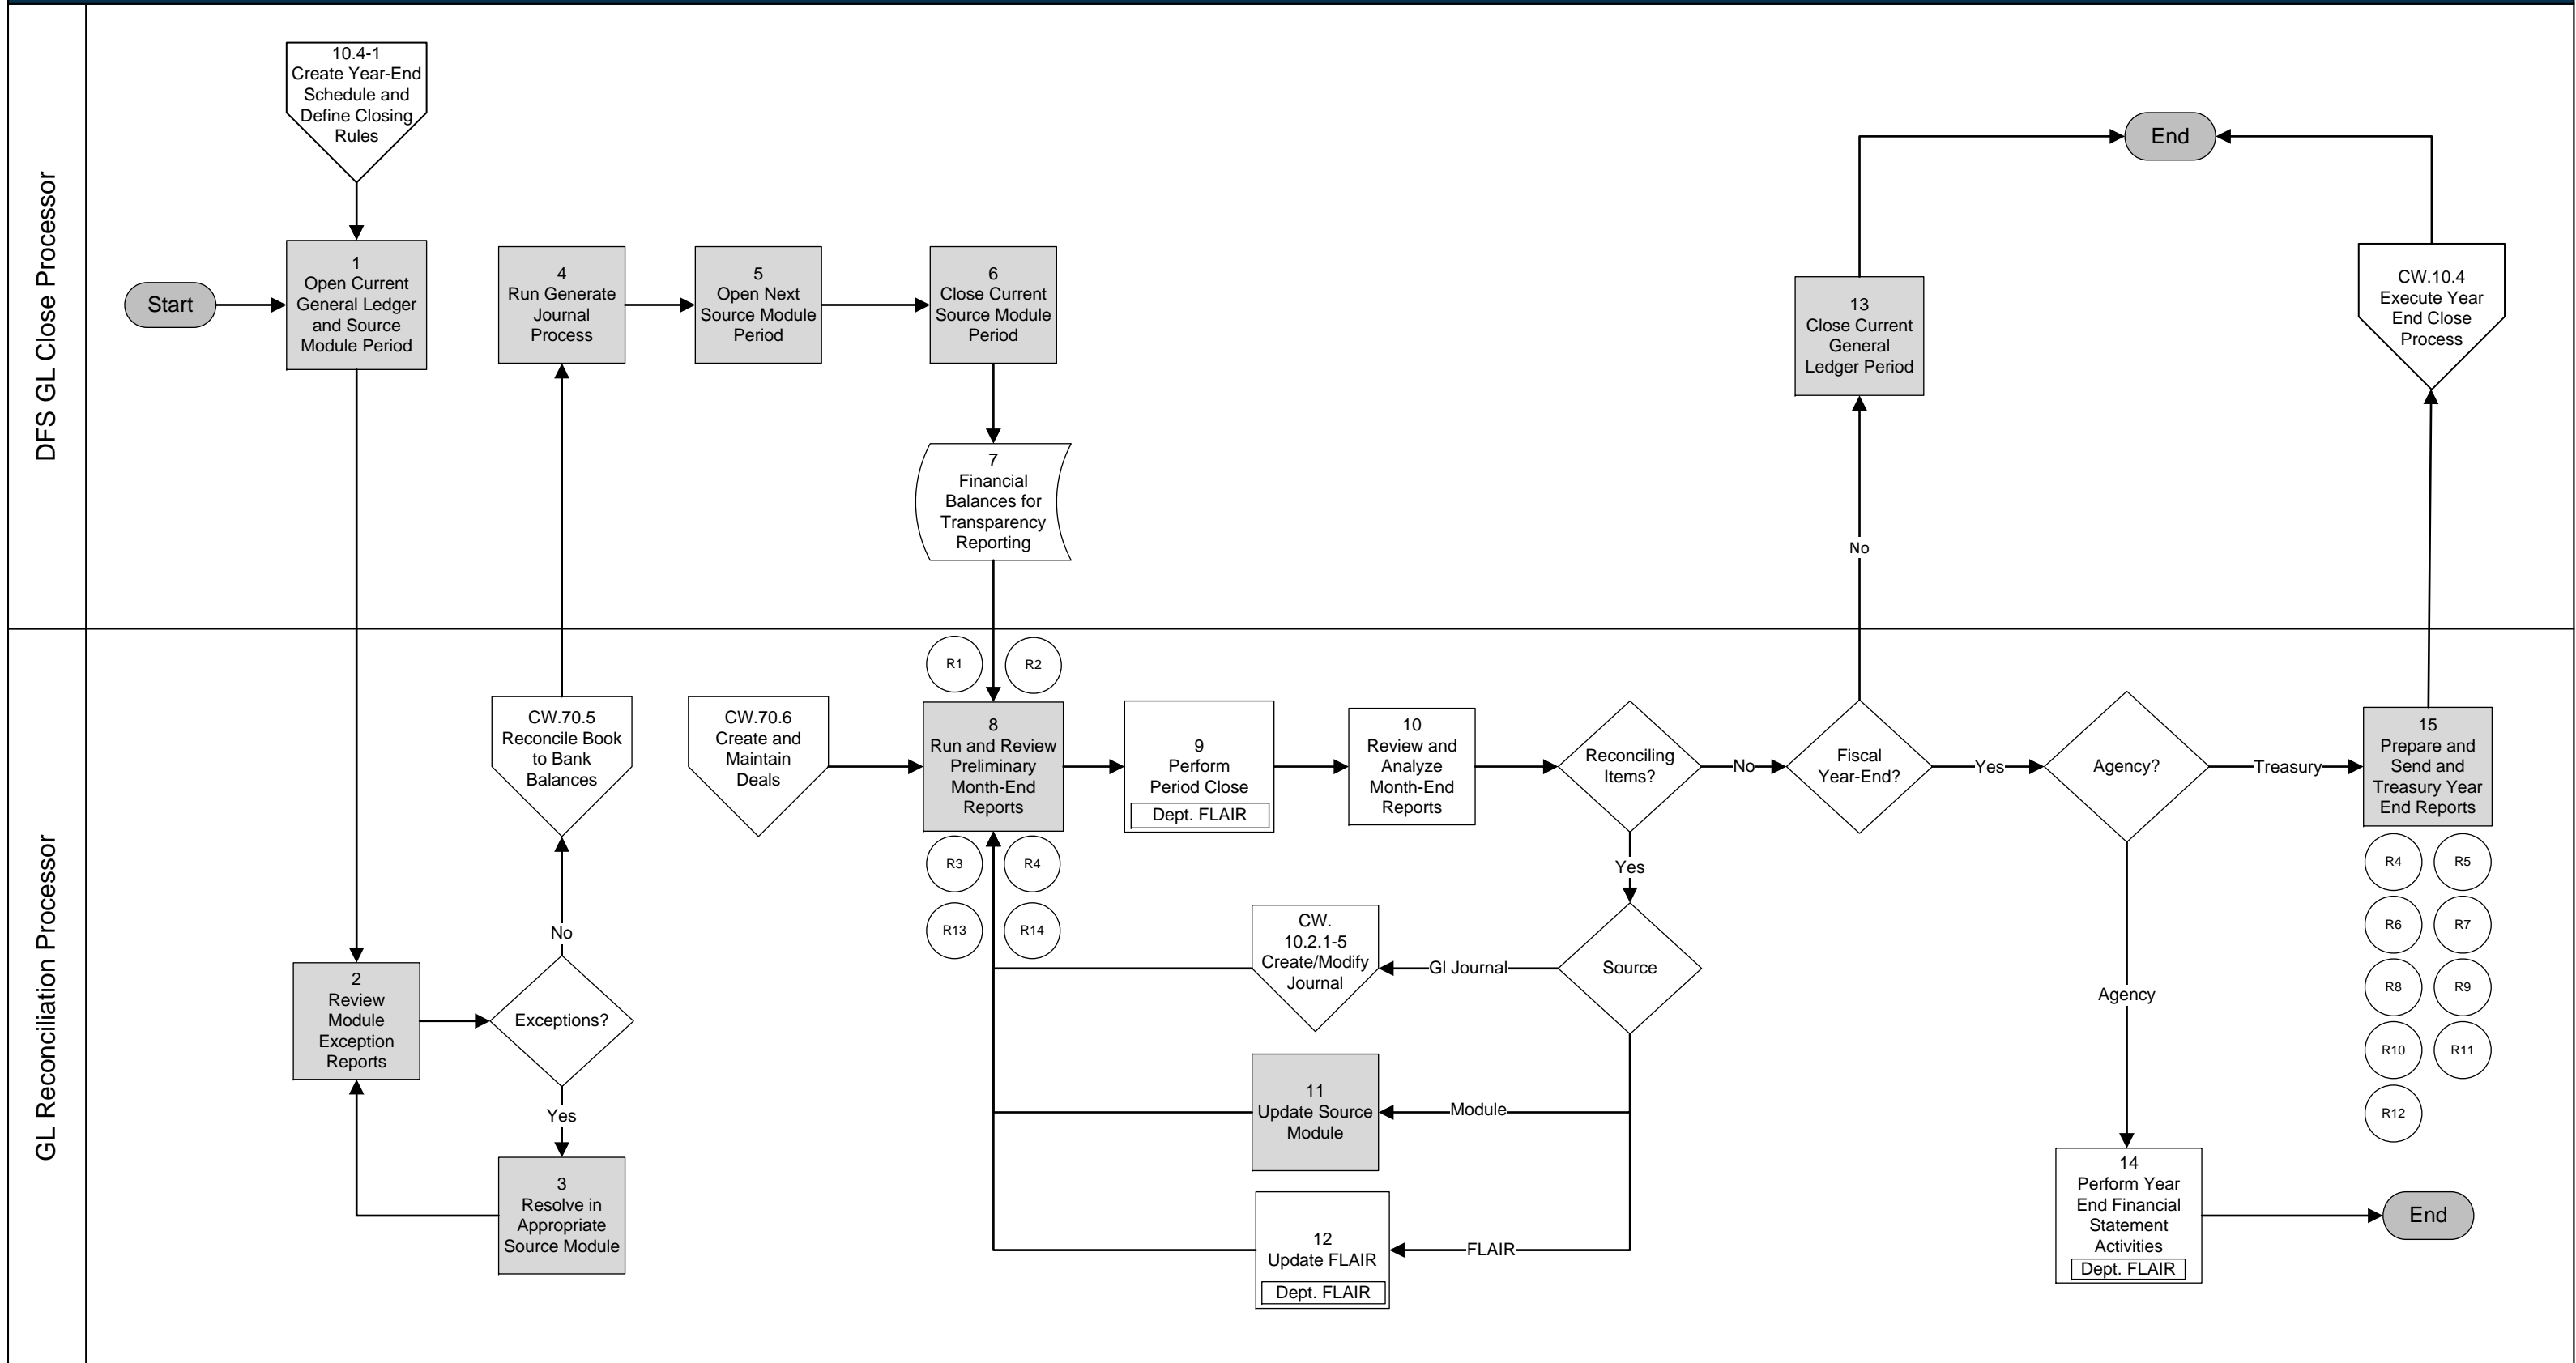 DFS GL Close Processor
10.4-1
Create Year-End
Schedule and
Define Closing
Rules
Start
1
Open Current
General Ledger
and Source
Module Period
4
Run Generate
Journal
Process
5
Open Next
Source Module
Period
6
Close Current
Source Module
Period
7
Financial
Balances for
Transparency
Reporting
13
Close Current
General
Ledger Period
End
CW.10.4
Execute Year
End Close
Process
No
GL Reconciliation Processor
2
Review
Module
Exception
Reports
Exceptions?
No
Yes
3
Resolve in
Appropriate
Source Module
CW.70.5
Reconcile Book
to Bank
Balances
CW.70.6
Create and
Maintain
Deals
R1
R2
8
Run and Review
Preliminary
Month-End
Reports
R3
R4
R13
R14
9
Perform
Period Close
Dept. FLAIR
10
Review and
Analyze
Month-End
Reports
Reconciling
Items?
No
Yes
Source
Gl Journal
CW.
10.2.1-5
Create/Modify
Journal
Module
11
Update Source
Module
FLAIR
12
Update FLAIR
Dept. FLAIR
Fiscal
Year-End?
Yes
Agency?
Treasury
Agency
14
Perform Year
End Financial
Statement
Activities
Dept. FLAIR
End
15
Prepare and
Send and
Treasury Year
End Reports
R4
R5
R6
R7
R8
R9
R10
R11
R12